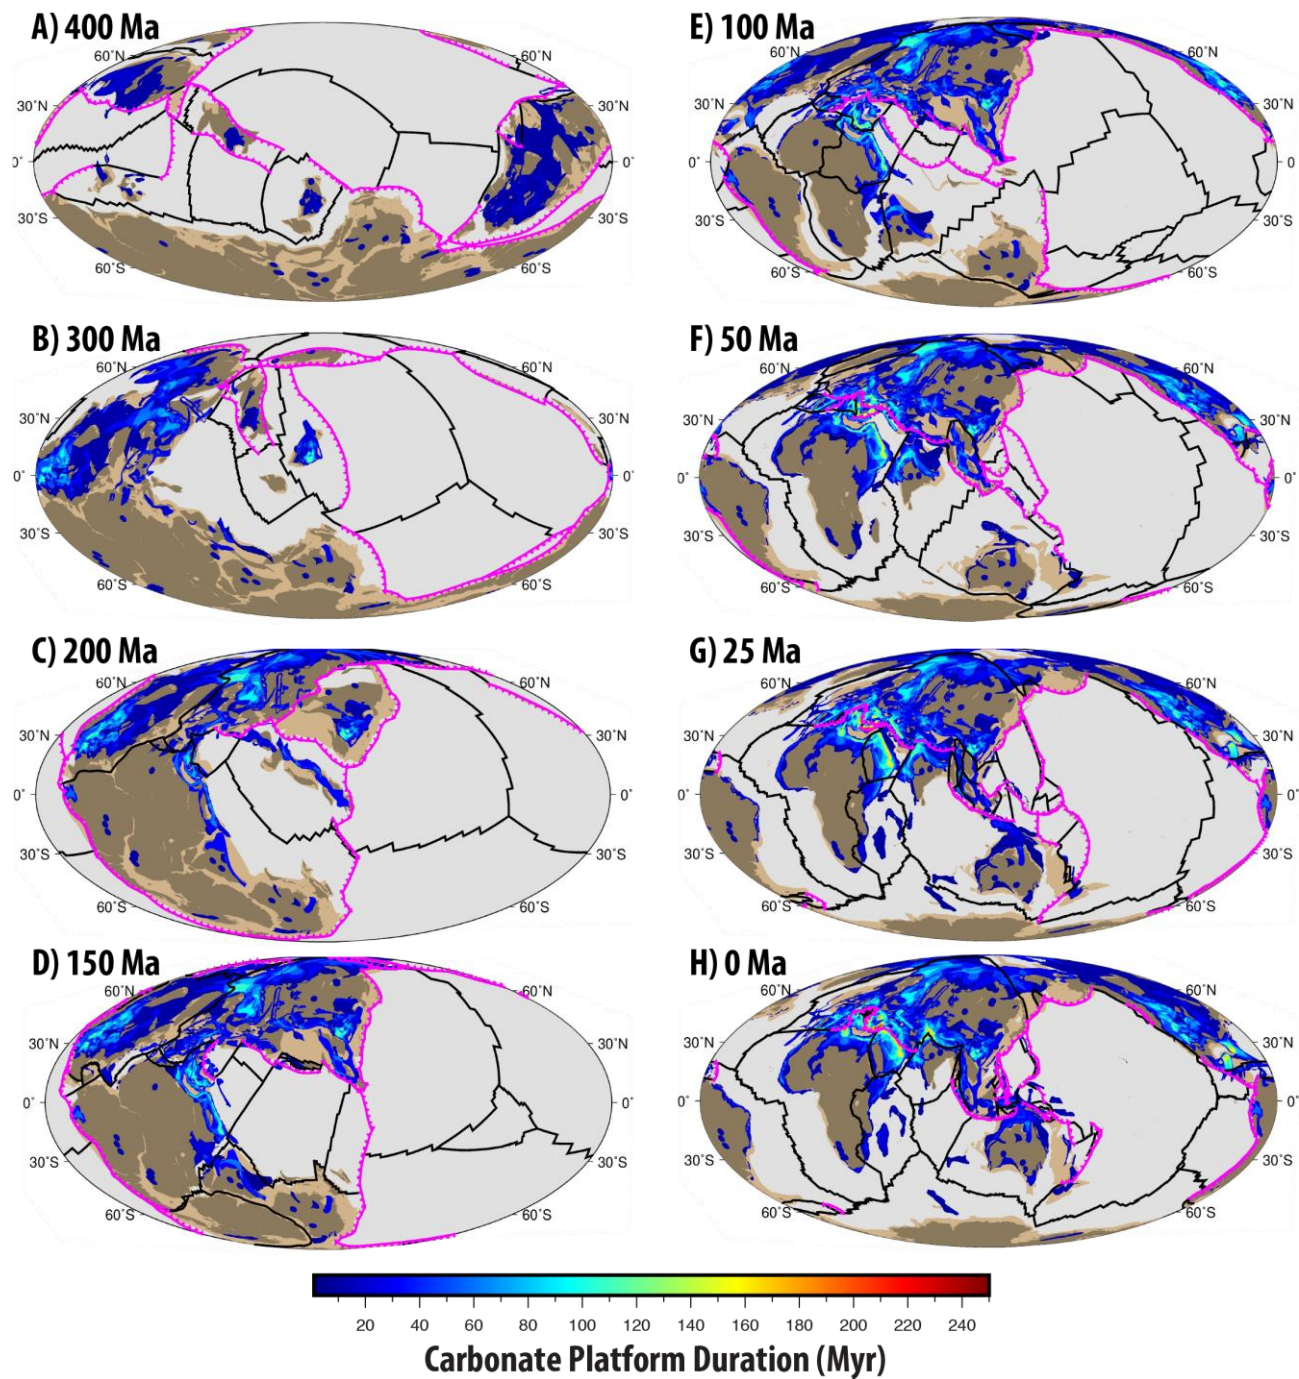 A) 400 Ma
60˚N
60˚N
30˚N
30˚N
0˚
0˚
30˚S
30˚S
60˚S
60˚S
B) 300 Ma
60˚N
60˚N
30˚N
30˚N
0˚
0˚
30˚S
30˚S
60˚S
60˚S
C) 200 Ma
60˚N
60˚N
30˚N
30˚N
0˚
0˚
30˚S
30˚S
60˚S
60˚S
D) 150 Ma
60˚N
60˚N
30˚N
30˚N
0˚
0˚
30˚S
30˚S
60˚S
60˚S
E) 100 Ma
60˚N
60˚N
30˚N
30˚N
0˚
0˚
30˚S
30˚S
60˚S
60˚S
F) 50 Ma
60˚N
60˚N
30˚N
30˚N
0˚
0˚
30˚S
30˚S
60˚S
60˚S
G) 25 Ma
60˚N
60˚N
30˚N
30˚N
0˚
0˚
30˚S
30˚S
60˚S
60˚S
H) 0 Ma
60˚N
60˚N
30˚N
30˚N
0˚
0˚
30˚S
30˚S
60˚S
60˚S
20 40 60 80 100 120 140 160 180 200 220 240
Carbonate Platform Duration (Myr)